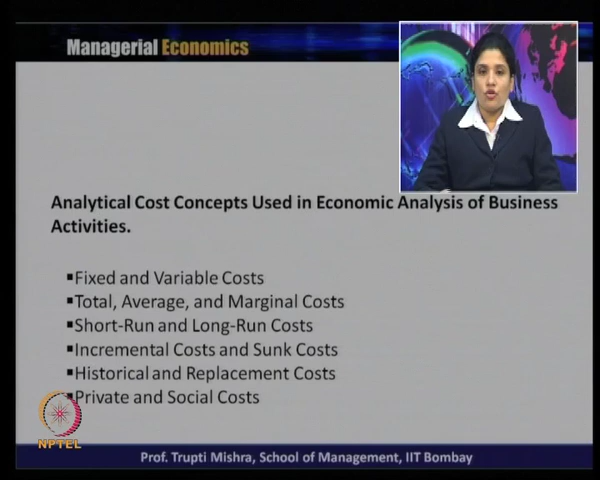 Managerial Economics
Analytical Cost Concepts Used in Economic Analysis of Business
Activities.
▪Fixed and Variable Costs
▪Total, Average, and Marginal Costs
▪Short-Run and Long-Run Costs
▪Incremental Costs and Sunk Costs
▪Historical and Replacement Costs
▪Private and Social Costs
NPTEL
Prof. Trupti Mishra, School of Management, IIT Bombay